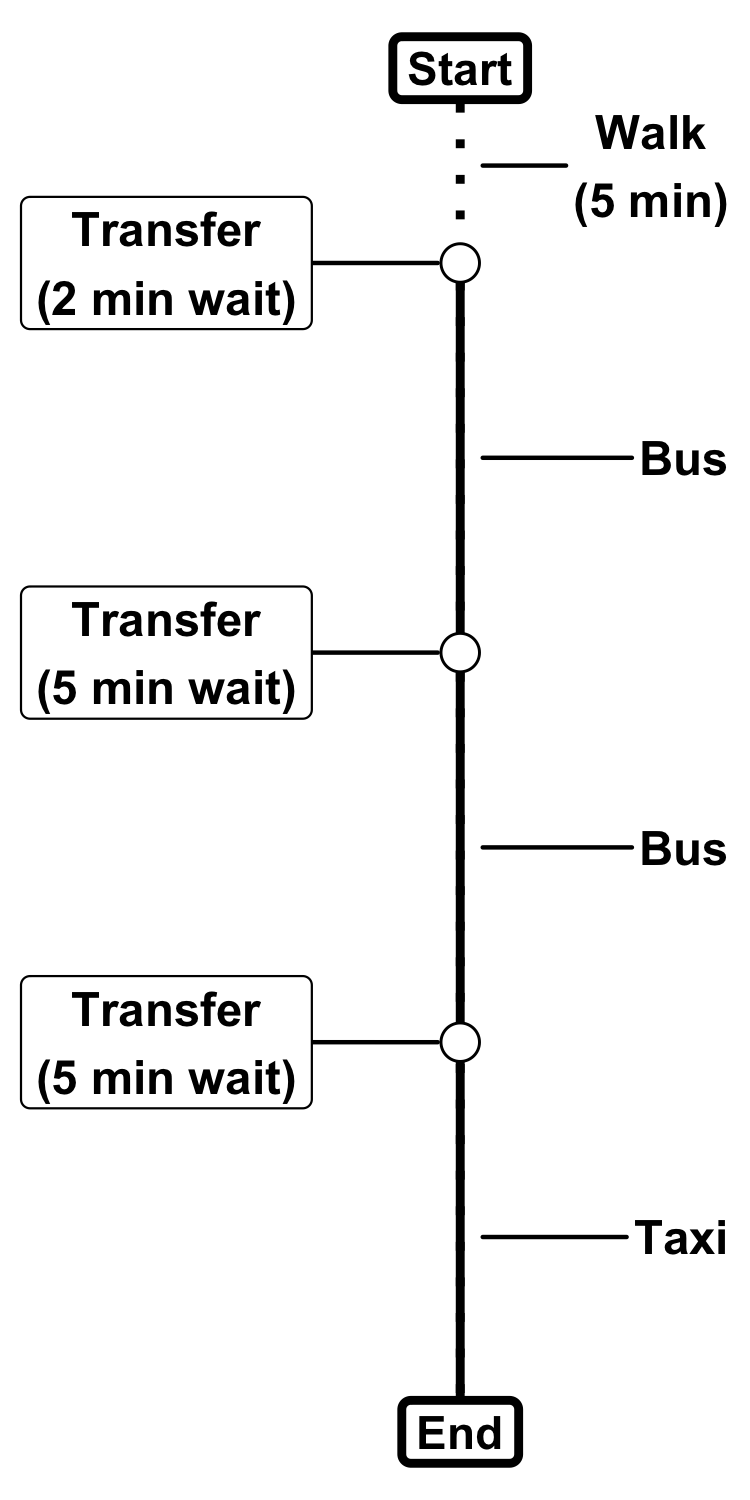 Start
Walk
(5 min)
Transfer
(2 min wait)
Bus
Transfer
(5 min wait)
Bus
Transfer
(5 min wait)
Taxi
End